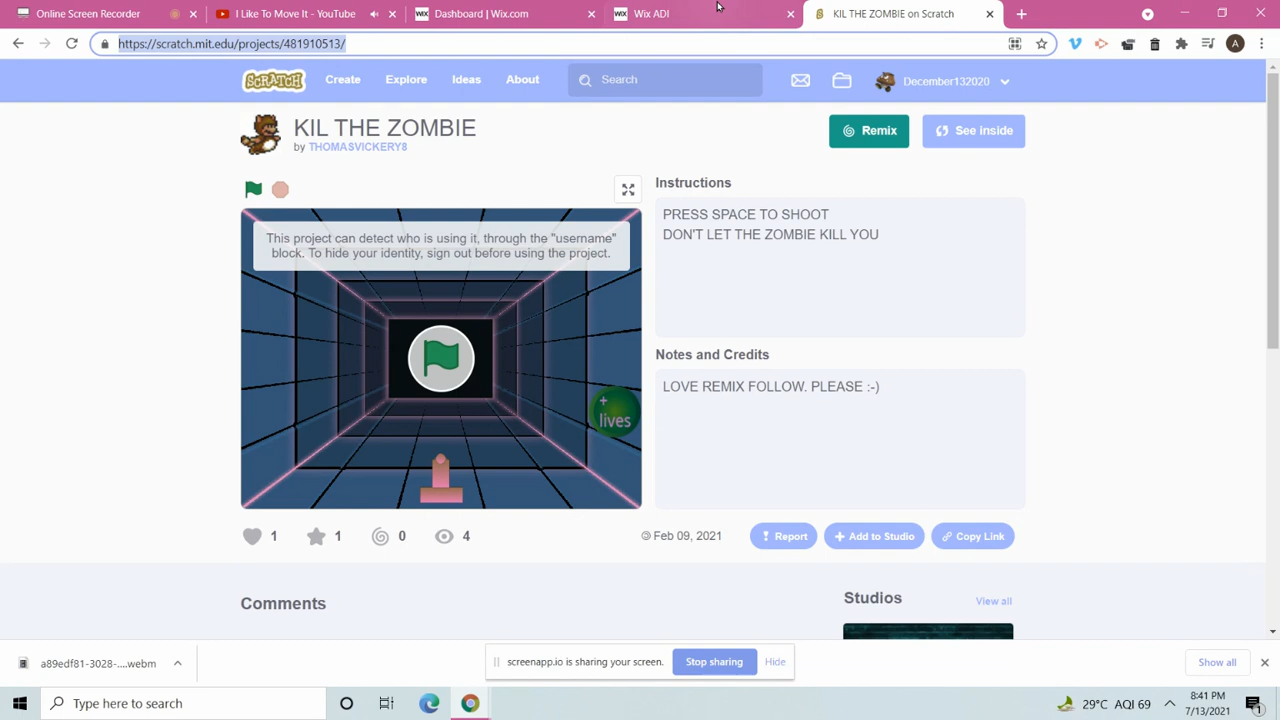 Online Screen Recorder
I Like To Move It - YouTube
Dashboard | Wix.com
Wix ADI
KIL THE ZOMBIE on Scratch
https://scratch.mit.edu/projects/481910513/
A
SCRATCH
Create
Explore
Ideas
About
Search
December132020
KIL THE ZOMBIE
by THOMASVICKERY8
Remix
See inside
This project can detect who is using it, through the "username"
block. To hide your identity, sign out before using the project.
+
lives
Instructions
PRESS SPACE TO SHOOT
DON'T LET THE ZOMBIE KILL YOU
Notes and Credits
LOVE REMIX FOLLOW. PLEASE :-)
1
1
0
4
© Feb 09, 2021
Report
Add to Studio
Copy Link
Comments
Studios
View all
a89edf81-3028-....webm
screenapp.io is sharing your screen.
Stop sharing
Hide
Show all
Type here to search
29°C AQI 69
8:41 PM
7/13/2021
1